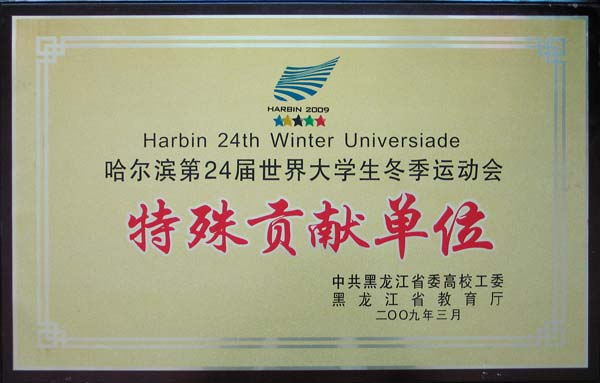 HARBIN 2009
Harbin 24th Winter Universiade
哈尔滨第24届世界大学生冬季运动会
特殊贡献单位
中共黑龙江省委高校工委
黑龙江省教育厅
二〇〇九年三月